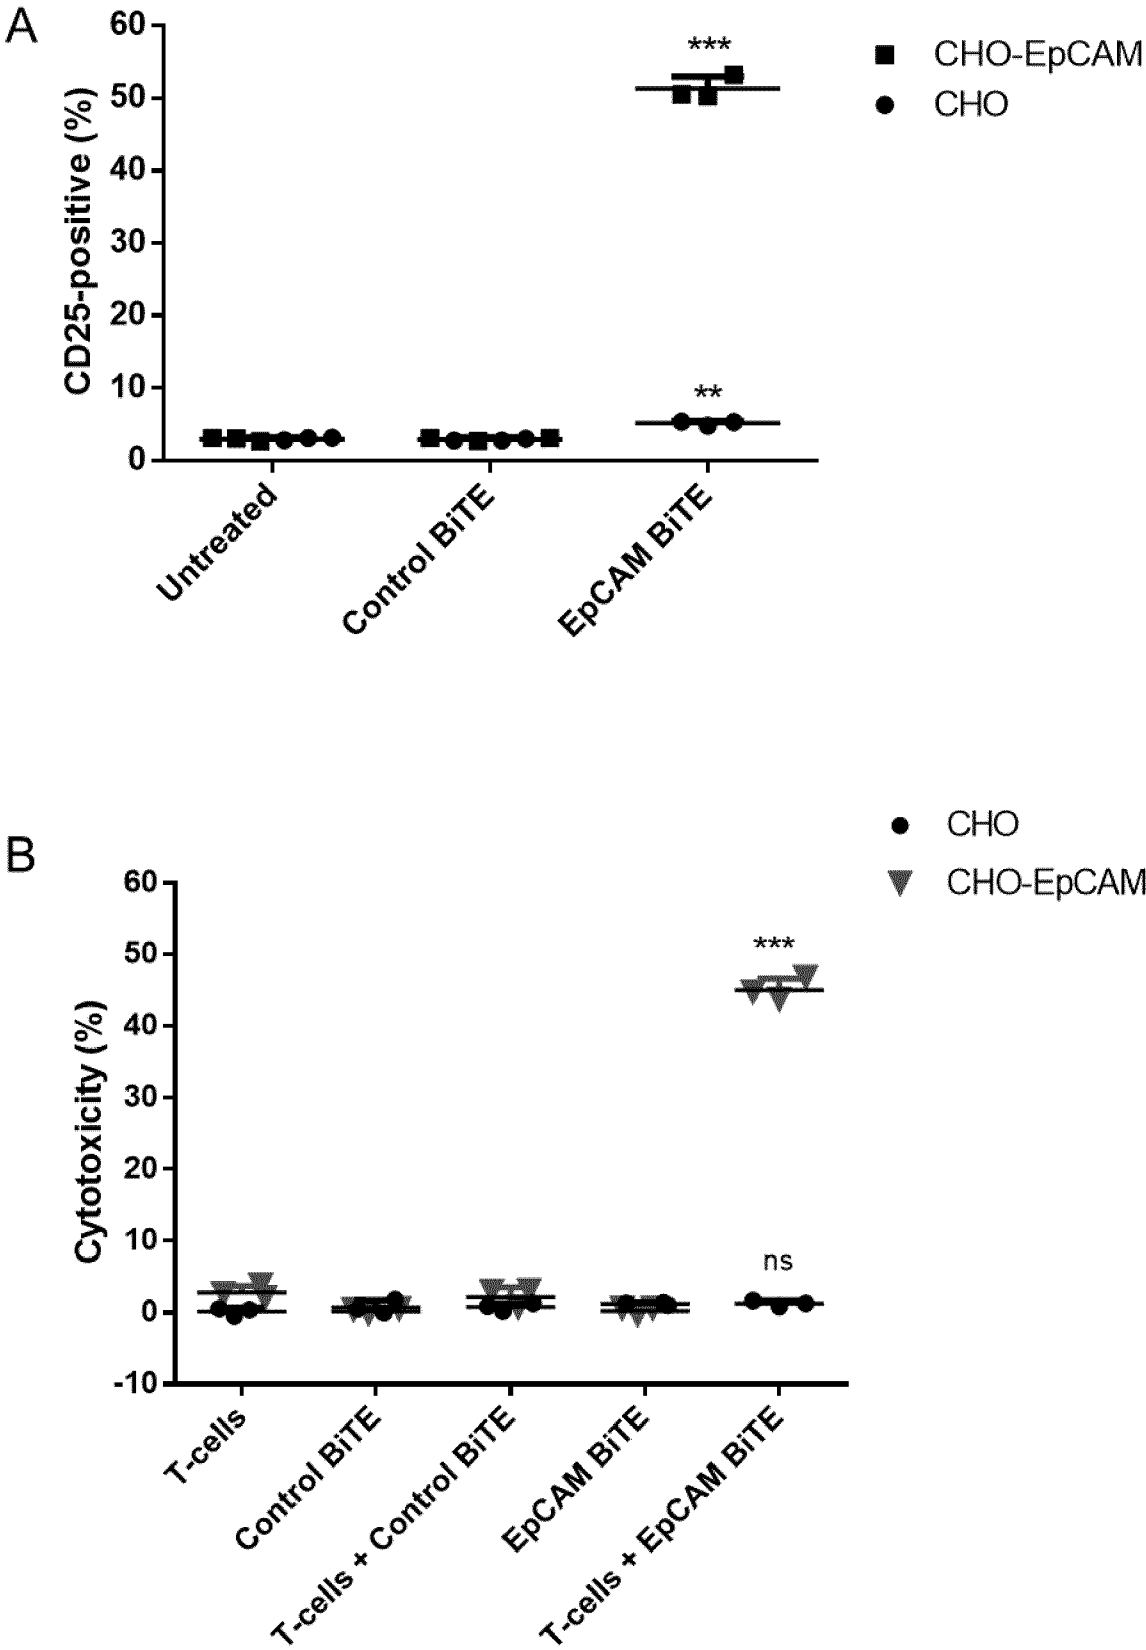 A
60
50
40
30
20
10
0
CD25-positive (%)
***
**
CHO-EpCAM
CHO
Untreated
Control BiTE
EpCAM BiTE
B
60
50
40
30
20
10
0
-10
Cytotoxicity (%)
***
ns
CHO
CHO-EpCAM
T-cells
Control BiTE
T-cells + Control BiTE
EpCAM BiTE
T-cells + EpCAM BiTE